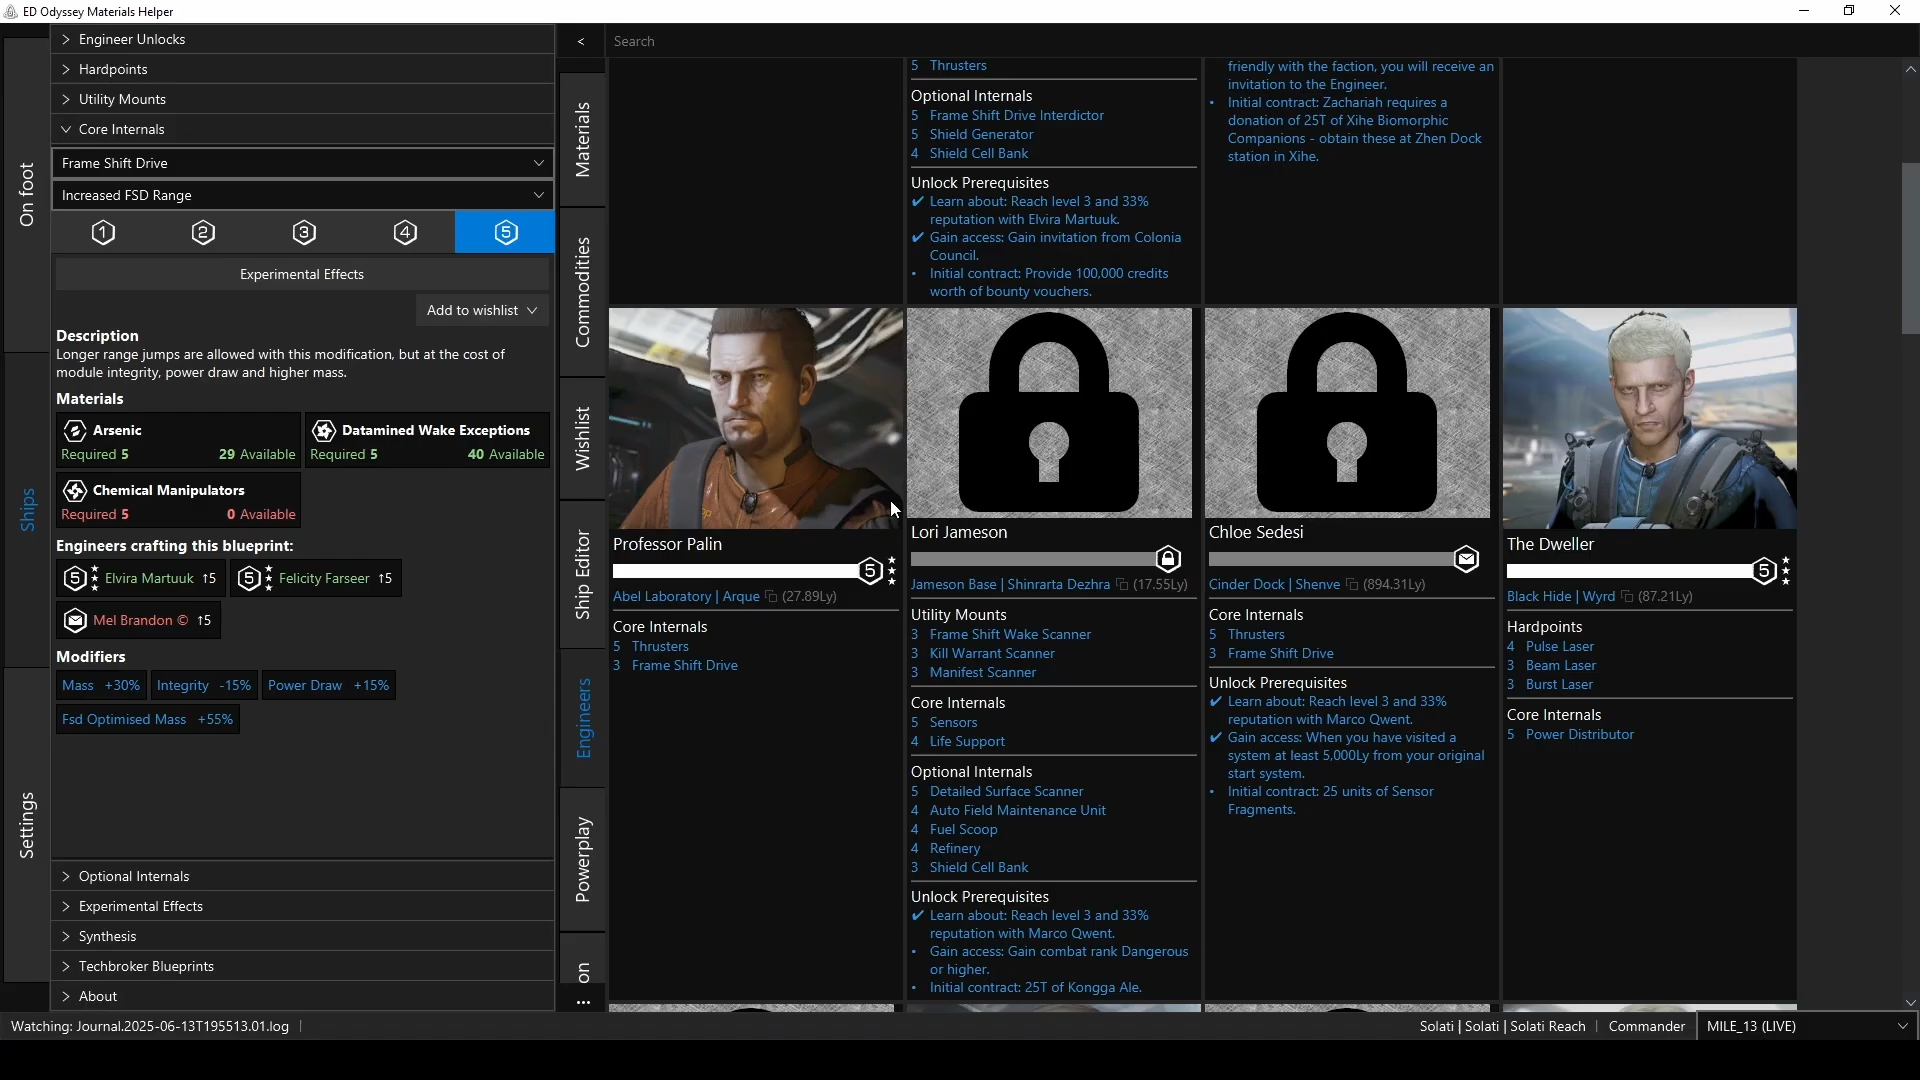 ED Odyssey Materials Helper
On foot
Ships
Settings
Engineer Unlocks
Hardpoints
Utility Mounts
Core Internals
Frame Shift Drive
Increased FSD Range
1 2 3 4 5
Experimental Effects
Add to wishlist
Description
Longer range jumps are allowed with this modification, but at the cost of
module integrity, power draw and higher mass.
Materials
Arsenic
Required 5 29 Available
Datamined Wake Exceptions
Required 5 40 Available
Chemical Manipulators
Required 5 0 Available
Engineers crafting this blueprint:
5 Elvira Martuuk ↑5
5 Felicity Farseer ↑5
Mel Brandon © ↑5
Modifiers
Mass +30% Integrity -15% Power Draw +15%
Fsd Optimised Mass +55%
Optional Internals
Experimental Effects
Synthesis
Techbroker Blueprints
About
< Search
Materials
Commodities
Wishlist
Ship Editor
Engineers
Powerplay
on
...
5 Thrusters
Optional Internals
5 Frame Shift Drive Interdictor
5 Shield Generator
4 Shield Cell Bank
Unlock Prerequisites
✔ Learn about: Reach level 3 and 33%
reputation with Elvira Martuuk.
✔ Gain access: Gain invitation from Colonia
Council.
• Initial contract: Provide 100,000 credits
worth of bounty vouchers.
friendly with the faction, you will receive an
invitation to the Engineer.
• Initial contract: Zachariah requires a
donation of 25T of Xihe Biomorphic
Companions - obtain these at Zhen Dock
station in Xihe.
Professor Palin
5
Abel Laboratory | Arque (27.89Ly)
Core Internals
5 Thrusters
3 Frame Shift Drive
Lori Jameson
Jameson Base | Shinrarta Dezhra (17.55Ly)
Utility Mounts
3 Frame Shift Wake Scanner
3 Kill Warrant Scanner
3 Manifest Scanner
Core Internals
5 Sensors
4 Life Support
Optional Internals
5 Detailed Surface Scanner
4 Auto Field Maintenance Unit
4 Fuel Scoop
4 Refinery
3 Shield Cell Bank
Unlock Prerequisites
✔ Learn about: Reach level 3 and 33%
reputation with Marco Qwent.
• Gain access: Gain combat rank Dangerous
or higher.
• Initial contract: 25T of Kongga Ale.
Chloe Sedesi
Cinder Dock | Shenve (894.31Ly)
Core Internals
5 Thrusters
3 Frame Shift Drive
Unlock Prerequisites
✔ Learn about: Reach level 3 and 33%
reputation with Marco Qwent.
✔ Gain access: When you have visited a
system at least 5,000Ly from your original
start system.
• Initial contract: 25 units of Sensor
Fragments.
The Dweller
5
Black Hide | Wyrd (87.21Ly)
Hardpoints
4 Pulse Laser
3 Beam Laser
3 Burst Laser
Core Internals
5 Power Distributor
Watching: Journal.2025-06-13T195513.01.log |
Solati | Solati | Solati Reach | Commander MILE_13 (LIVE)